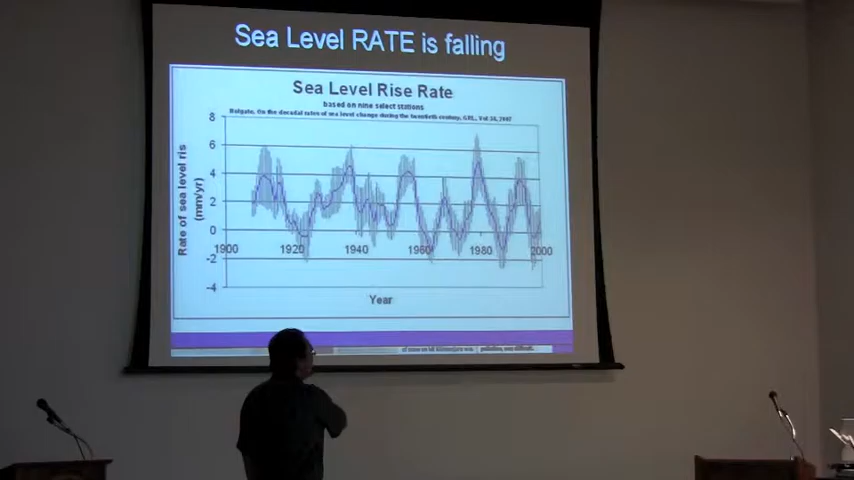 Sea Level RATE is falling
Sea Level Rise Rate
based on nine select stations
Holgate, On the decadal rates of sea level change during the twentieth century, GRL, Vol 34, 2007
Rate of sea level ris
(mm/yr)
8
6
4
2
0
-2
-4
1900
1920
1940
1960
1980
2000
Year